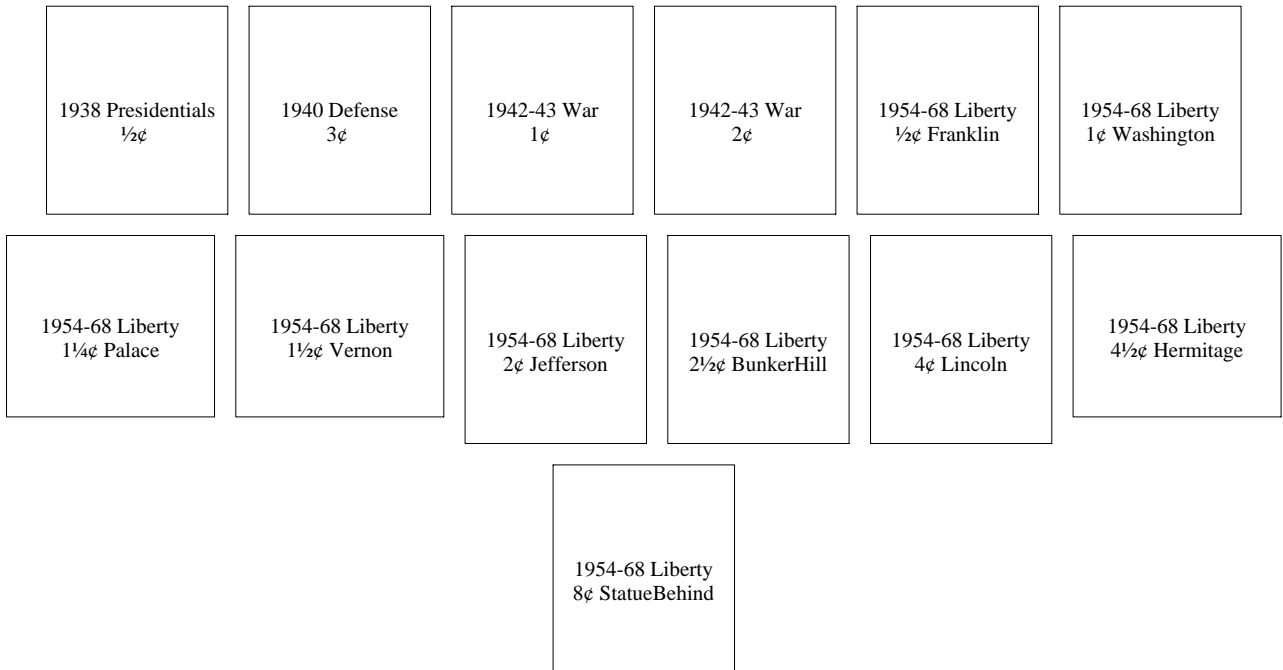 1938 Presidentials
½¢
1940 Defense
3¢
1942-43 War
1¢
1942-43 War
2¢
1954-68 Liberty
½¢ Franklin
1954-68 Liberty
1¢ Washington
1954-68 Liberty
1¼¢ Palace
1954-68 Liberty
1½¢ Vernon
1954-68 Liberty
2¢ Jefferson
1954-68 Liberty
2½¢ BunkerHill
1954-68 Liberty
4¢ Lincoln
1954-68 Liberty
4½¢ Hermitage
1954-68 Liberty
8¢ StatueBehind